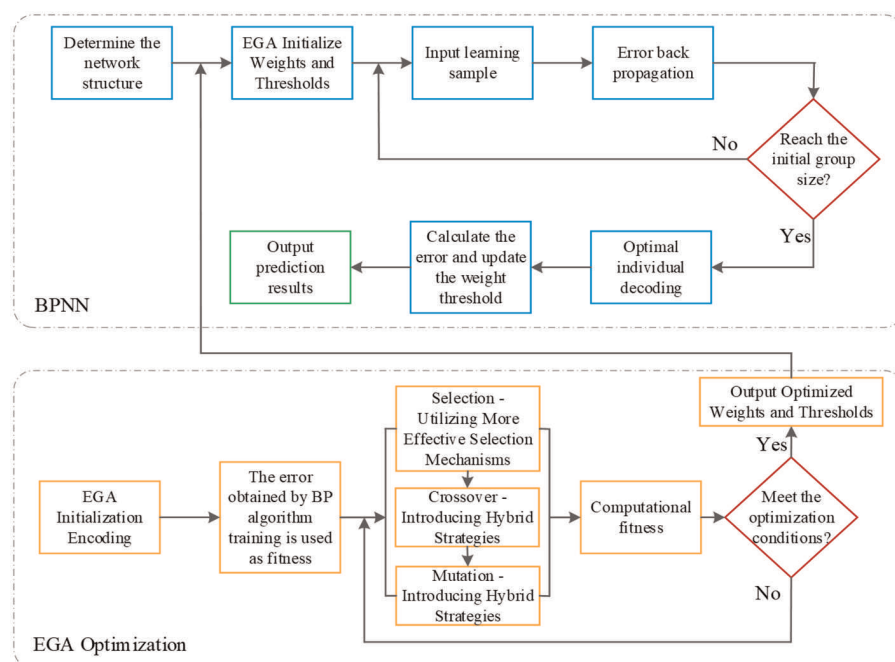 Determine the
network
structure
EGA Initialize
Weights and
Thresholds
Input learning
sample
Error back
propagation
No
Reach the
initial group
size?
Yes
Output
prediction
results
Calculate the
error and update
the weight
threshold
Optimal
individual
decoding
BPNN
Output Optimized
Weights and Thresholds
Selection -
Utilizing More
Effective Selection
Mechanisms
Yes
EGA
Initialization
Encoding
The error
obtained by BP
algorithm
training is used
as fitness
Crossover -
Introducing Hybrid
Strategies
Computational
fitness
Meet the
optimization
conditions?
Mutation -
Introducing Hybrid
Strategies
No
EGA Optimization